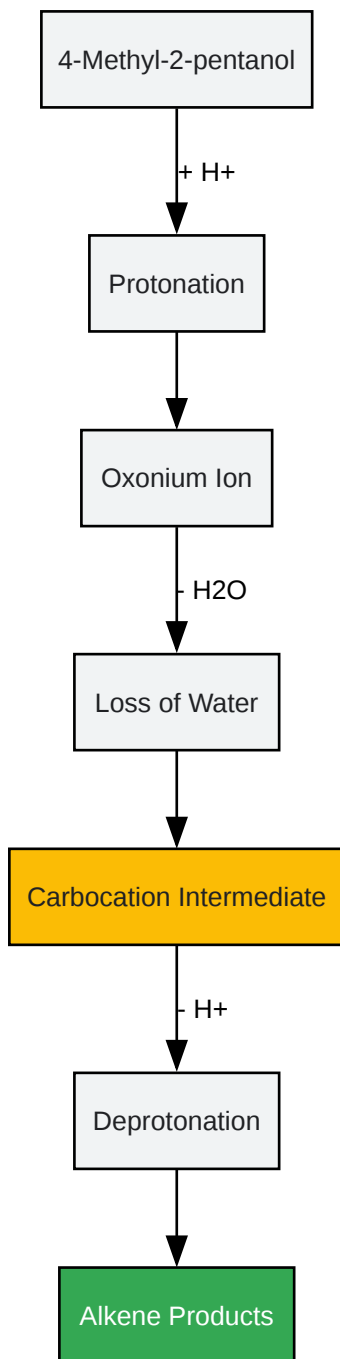 4-Methyl-2-pentanol
+ H+
Protonation
Oxonium Ion
- H2O
Loss of Water
Carbocation Intermediate
- H+
Deprotonation
Alkene Products